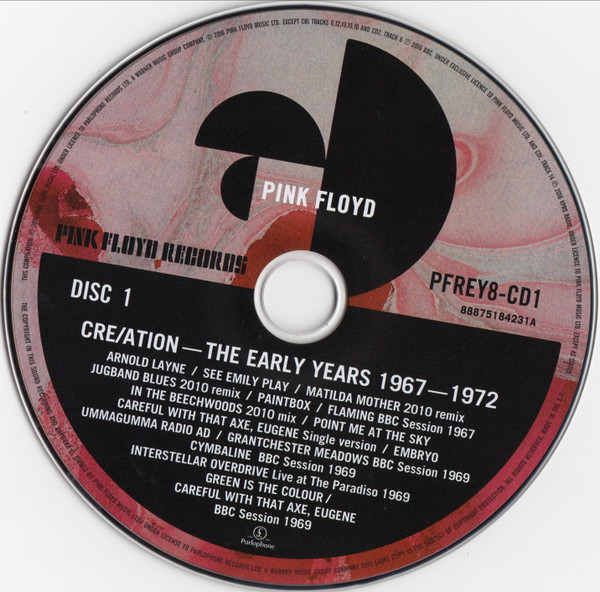 PINK FLOYD
PINK FLOYD RECORDS
DISC 1
PFREY8-CD1
88875184231A
CRE/ATION—THE EARLY YEARS 1967—1972
ARNOLD LAYNE / SEE EMILY PLAY / MATILDA MOTHER 2010 remix
JUGBAND BLUES 2010 remix / PAINTBOX / FLAMING BBC Session 1967
IN THE BEECHWOODS 2010 mix / POINT ME AT THE SKY
CAREFUL WITH THAT AXE, EUGENE Single version / EMBRYO
UMMAGUMMA RADIO AD / GRANTCHESTER MEADOWS BBC Session 1969
CYMBALINE BBC Session 1969
INTERSTELLAR OVERDRIVE Live at The Paradiso 1969
GREEN IS THE COLOUR /
CAREFUL WITH THAT AXE, EUGENE
BBC Session 1969
£
Parlophone